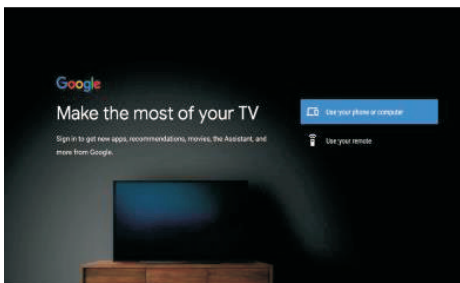 Google
Make the most of your TV
Sign in to get new apps, recommendations, movies, the Assistant, and
more from Google.
Use your phone or computer
Use your remote